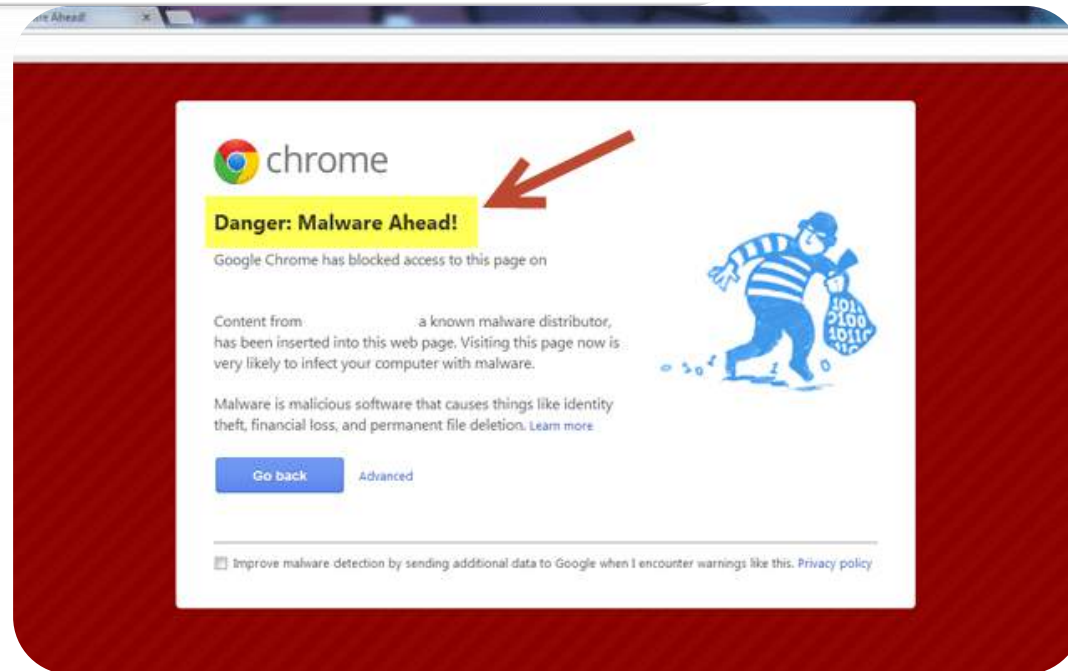 are Ahead!
chrome
Danger: Malware Ahead!
Google Chrome has blocked access to this page on
Content from a known malware distributor,
has been inserted into this web page. Visiting this page now is
very likely to infect your computer with malware.
Malware is malicious software that causes things like identity
theft, financial loss, and permanent file deletion. Learn more
Go back Advanced
Improve malware detection by sending additional data to Google when I encounter warnings like this. Privacy policy